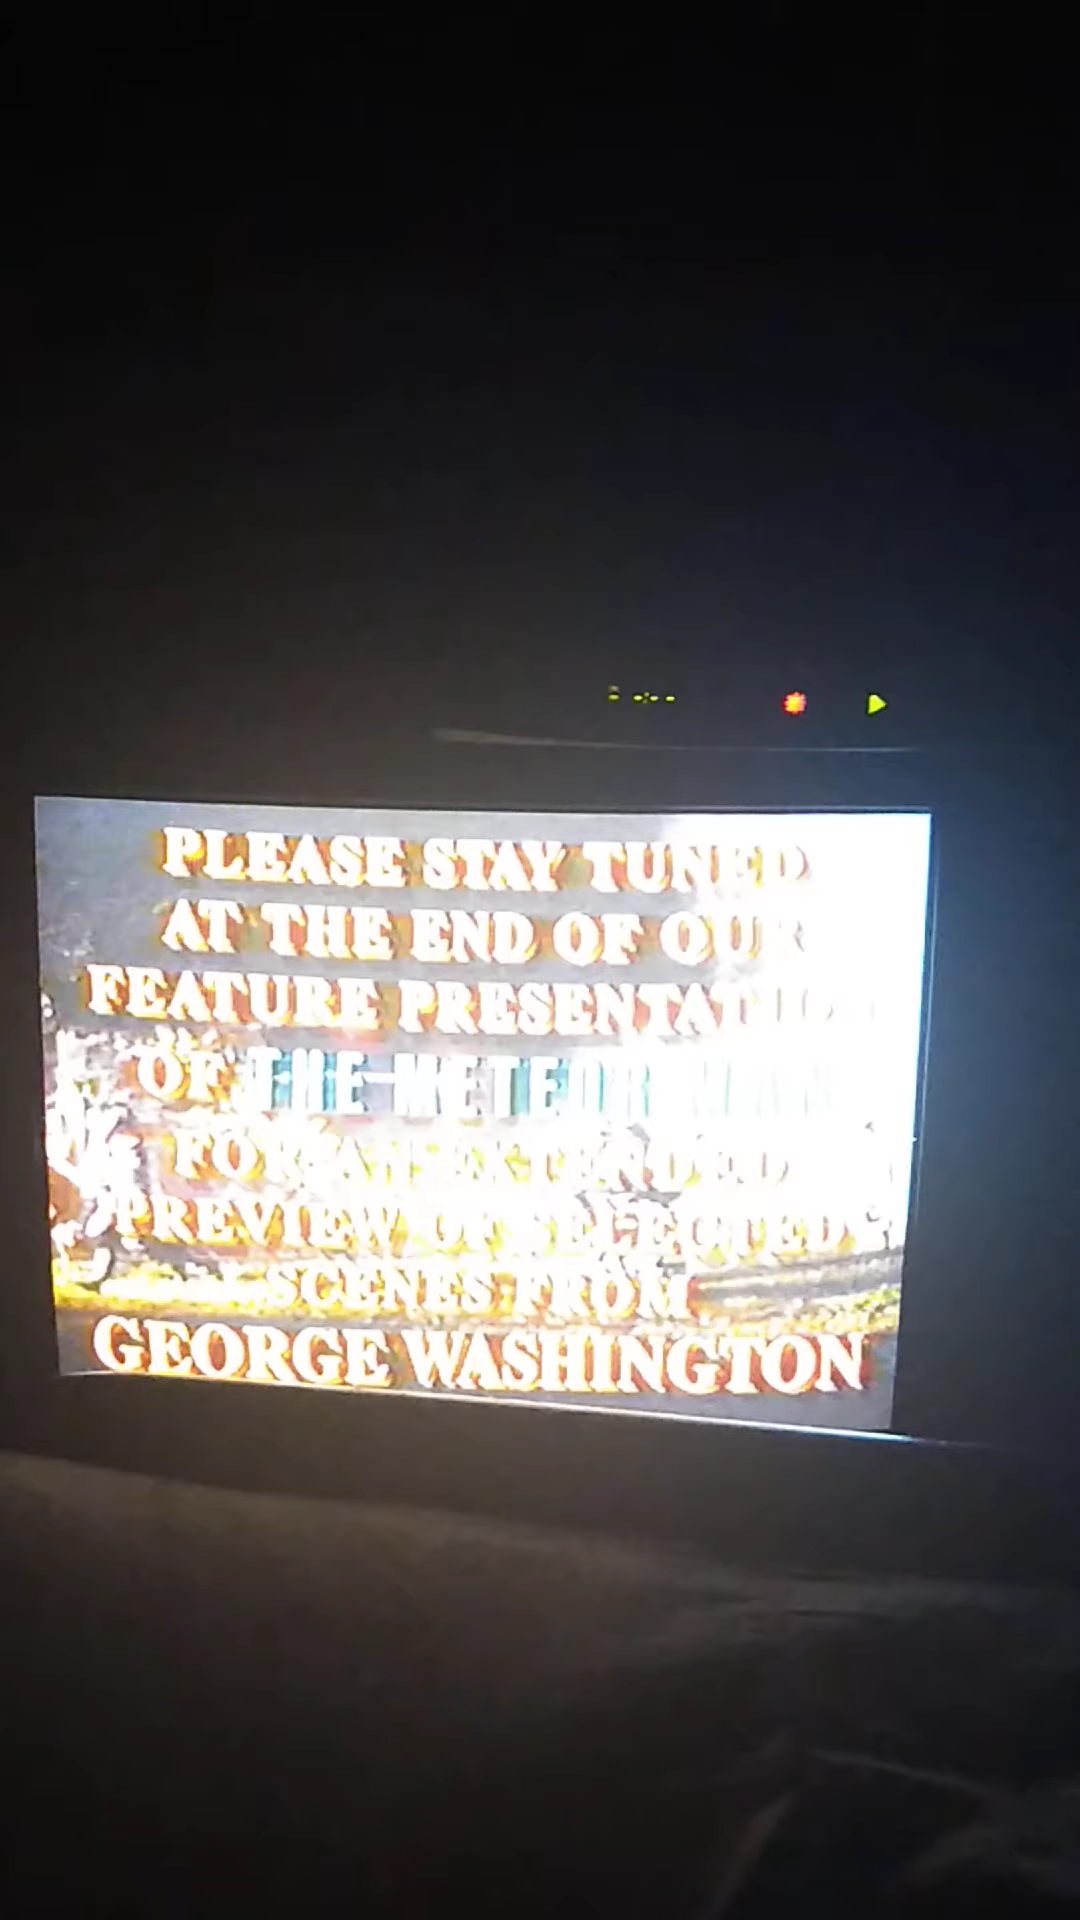 PLEASE STAY TUNED
AT THE END OF OUR
FEATURE PRESENTATION
OF THE METEOR MAN
FOR AN EXTENDED
PREVIEW OF SELECTED
SCENES FROM
GEORGE WASHINGTON